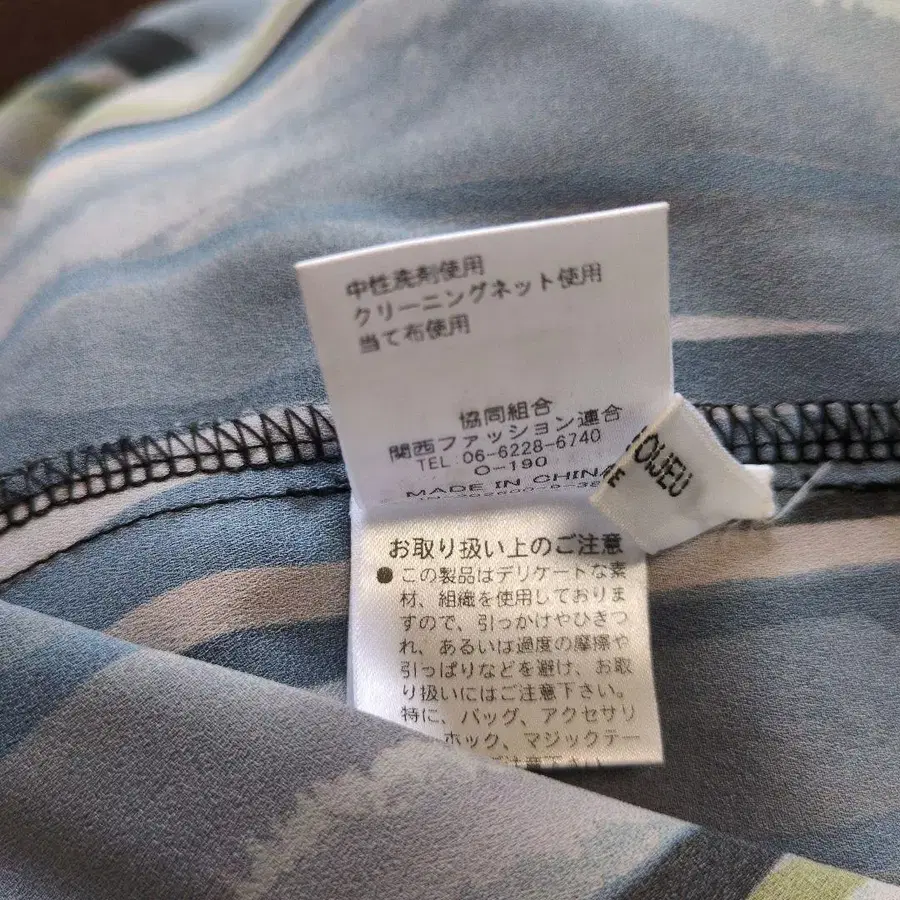 中性洗剤使用
クリーニングネット使用
当て布使用
協同組合
関西ファッション連合
TEL:06-6228-6740
O-190
MADE IN CHINA
OIJEU
E
お取り扱い上のご注意
● この製品はデリケートな素
材、組織を使用しておりま
すので、引っかけやひきつ
れ、あるいは過度の摩擦や
引っぱりなどを避け、お取
り扱いにはご注意下さい。
特に、バッグ、アクセサリ
ホック、マジックテー
ご注意下さい